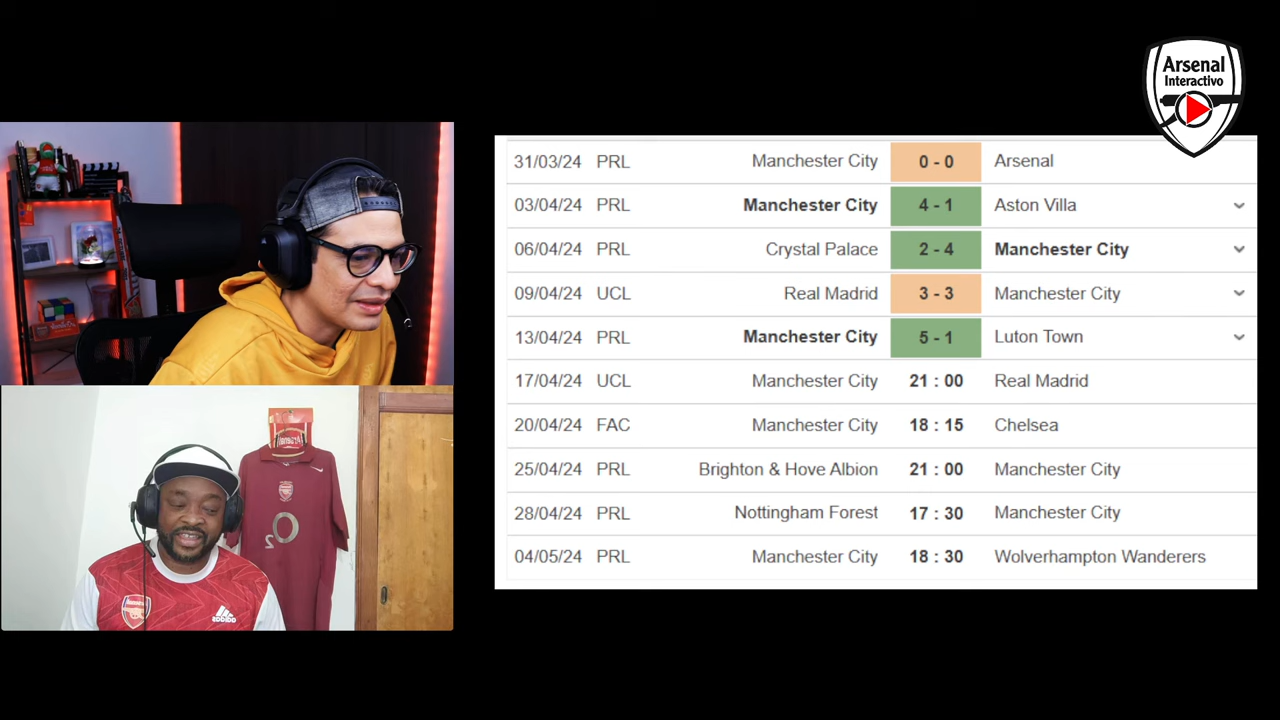 Arsenal
Interactivo
31/03/24 PRL Manchester City 0 - 0 Arsenal
03/04/24 PRL Manchester City 4 - 1 Aston Villa
06/04/24 PRL Crystal Palace 2 - 4 Manchester City
09/04/24 UCL Real Madrid 3 - 3 Manchester City
13/04/24 PRL Manchester City 5 - 1 Luton Town
17/04/24 UCL Manchester City 21 : 00 Real Madrid
20/04/24 FAC Manchester City 18 : 15 Chelsea
25/04/24 PRL Brighton & Hove Albion 21 : 00 Manchester City
28/04/24 PRL Nottingham Forest 17 : 30 Manchester City
04/05/24 PRL Manchester City 18 : 30 Wolverhampton Wanderers